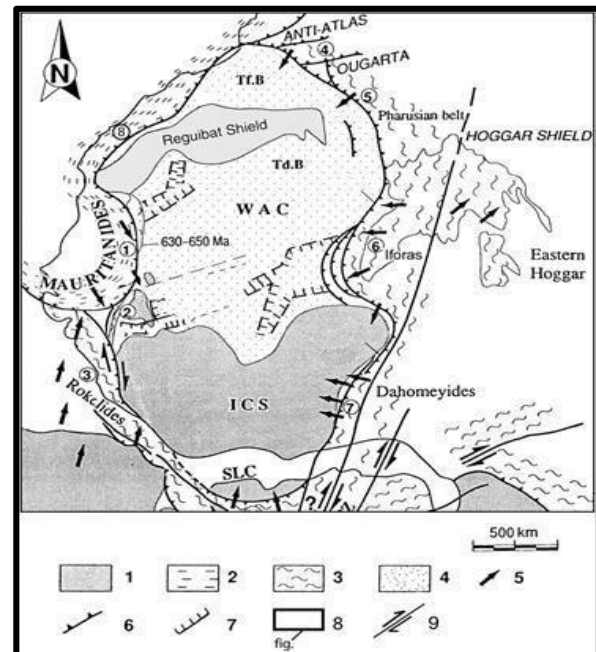 ANTI-ATLAS
4
OUGARTA
N
Tf.B
5
Pharusian belt
8
Reguibat Shield
HOGGAR SHIELD
Td.B
WAC
MAURITANIDES
1
630–650 Ma
6
Iforas
Eastern
Hoggar
2
3
Rokelides
ICS
7
Dahomeyides
SLC
?
500 km
1 2 3 4 5
6 7 8 9
fig.